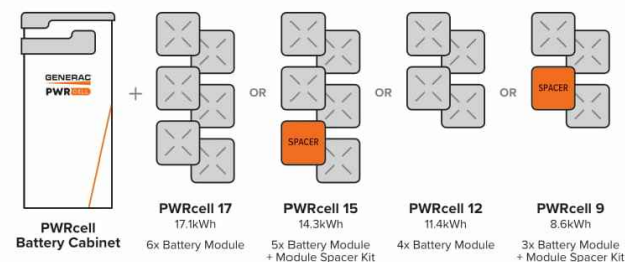 GENERAC
PWRCELL
+
OR
SPACER
OR
OR
SPACER
PWRcell
Battery Cabinet
PWRcell 17
17.1kWh
6x Battery Module
PWRcell 15
14.3kWh
5x Battery Module
+ Module Spacer Kit
PWRcell 12
11.4kWh
4x Battery Module
PWRcell 9
8.6kWh
3x Battery Module
+ Module Spacer Kit